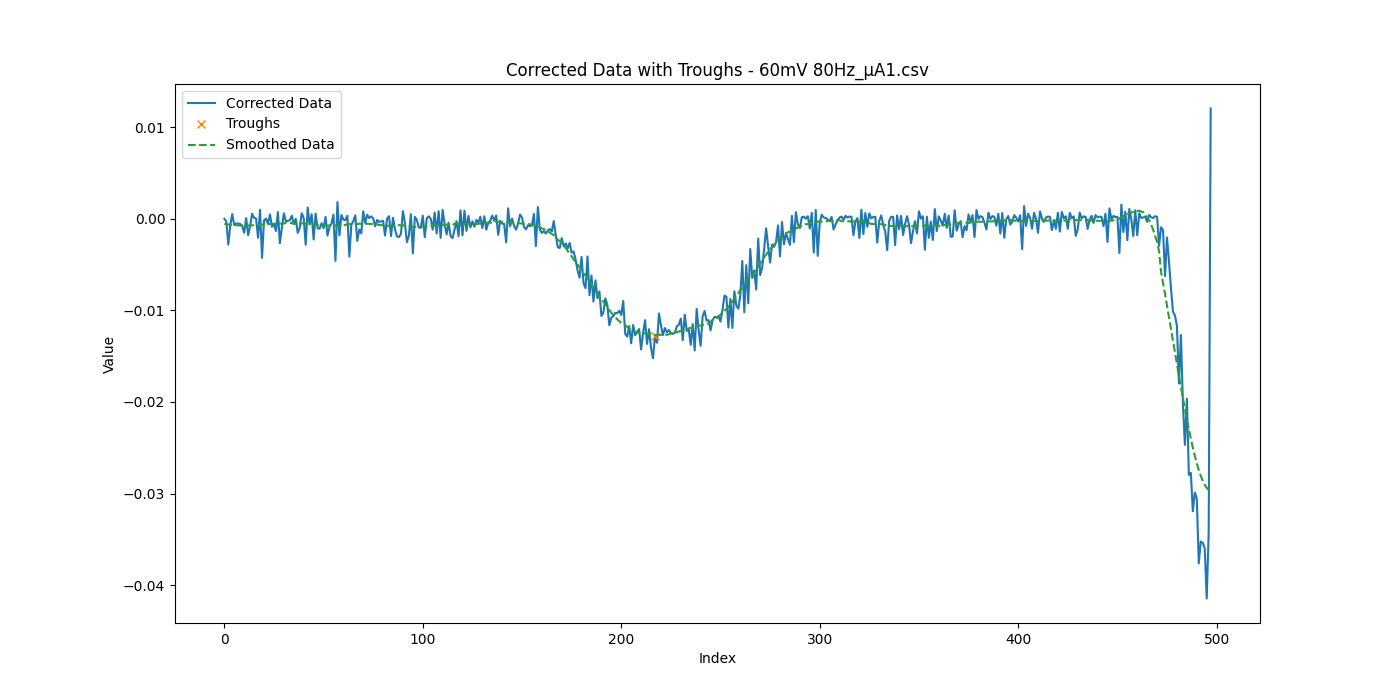 Corrected Data with Troughs - 60mV 80Hz_µA1.csv
Corrected Data
Troughs
Smoothed Data
0.01
0.00
−0.01
−0.02
−0.03
−0.04
Value
0
100
200
300
400
500
Index